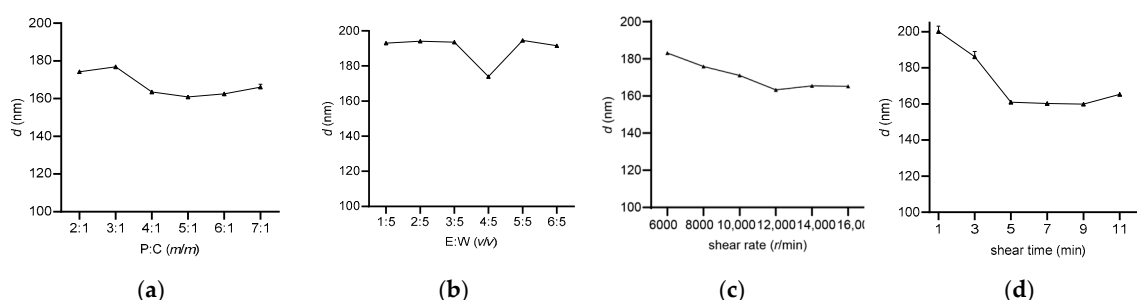 200
180
160
140
120
100
d (nm)
2:1 3:1 4:1 5:1 6:1 7:1
P:C (m/m)
(a)
200
180
160
140
120
100
d (nm)
1:5 2:5 3:5 4:5 5:5 6:5
E:W (v/v)
(b)
200
180
160
140
120
100
d (nm)
6000 8000 10,000 12,000 14,000 16,00
shear rate (r/min)
(c)
200
180
160
140
120
100
d (nm)
1 3 5 7 9 11
shear time (min)
(d)